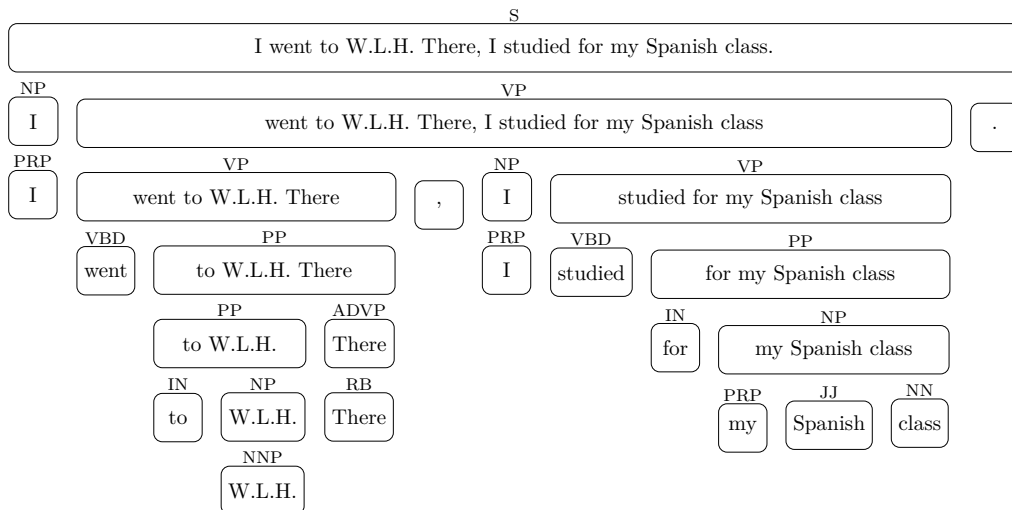 S
I went to W.L.H. There, I studied for my Spanish class.
NP VP
I went to W.L.H. There, I studied for my Spanish class .
PRP VP NP VP
I went to W.L.H. There , I studied for my Spanish class
VBD PP PRP VBD PP
went to W.L.H. There I studied for my Spanish class
PP ADVP IN NP
to W.L.H. There for my Spanish class
IN NP RB PRP JJ NN
to W.L.H. There my Spanish class
NNP
W.L.H.